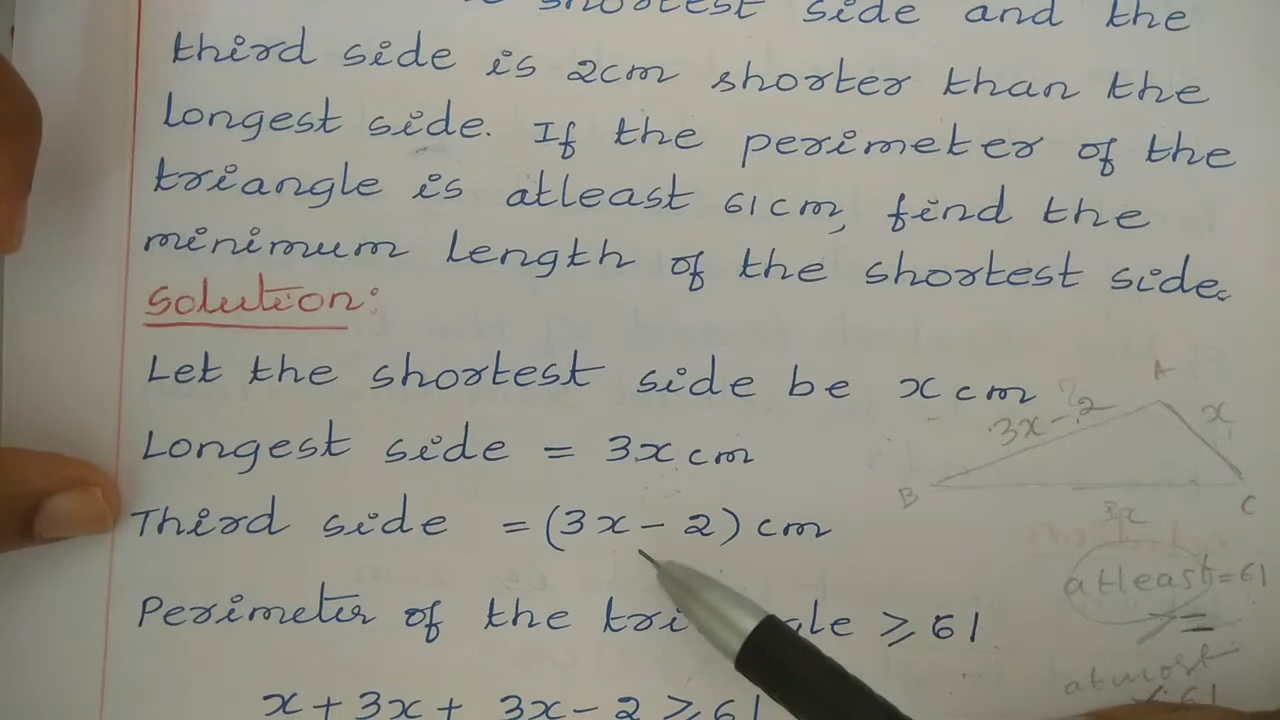 shortest side and the
third side is 2cm shorter than the
longest side. If the perimeter of the
triangle is atleast 61cm, find the
minimum length of the shortest side.
Solution:
Let the shortest side be x cm
Longest side = 3x cm
Third side = (3x - 2) cm
Perimeter of the ≥ 61
x + 3x + 3x - 2 ≥ 61
A
3x - 2
x
B
C
3x
atleast = 61
≥
atmost
≤ 61